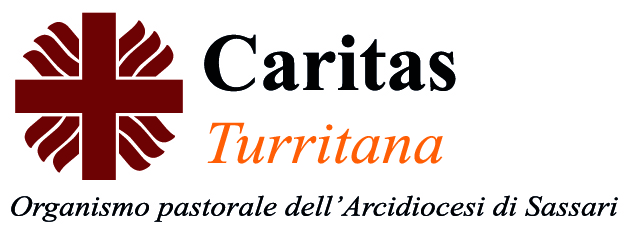 Caritas
Turritana
Organismo pastorale dell'Arcidiocesi di Sassari